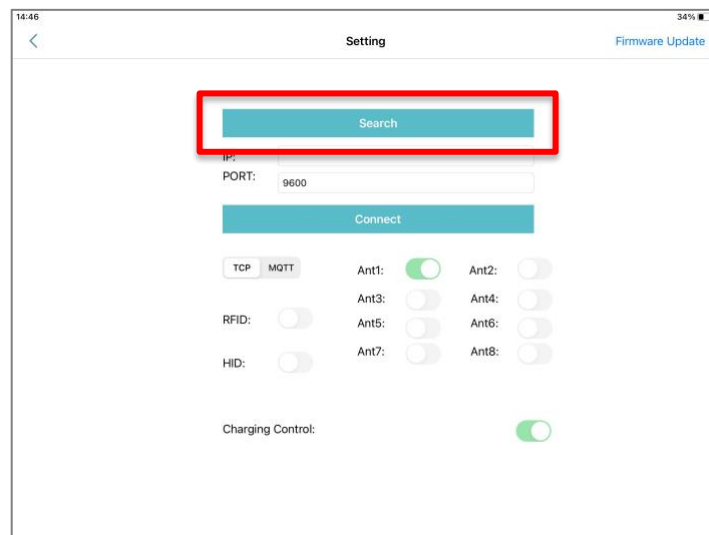 14:46 34%
Setting Firmware Update
Search
IP:
PORT: 9600
Connect
TCP MQTT Ant1: Ant2:
Ant3: Ant4:
RFID: Ant5: Ant6:
HID: Ant7: Ant8:
Charging Control: